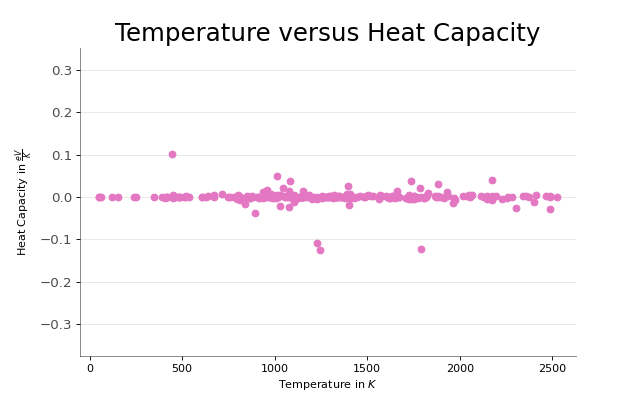 Temperature versus Heat Capacity
0.3
0.2
0.1
0.0
−0.1
−0.2
−0.3
Heat Capacity in eV/K
0 500 1000 1500 2000 2500
Temperature in K